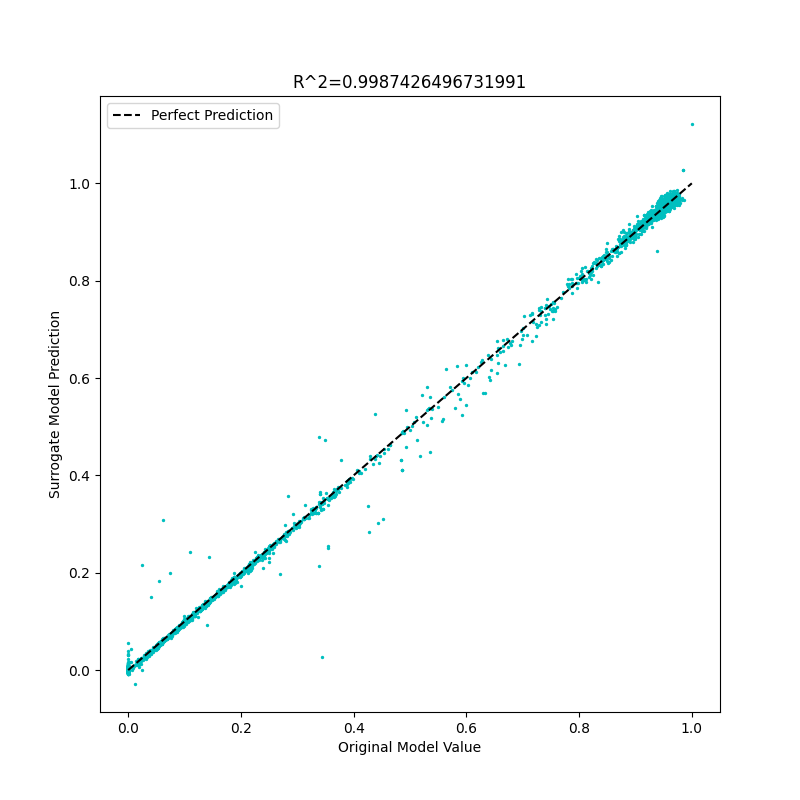 R^2=0.9987426496731991
Perfect Prediction
Surrogate Model Prediction
1.0
0.8
0.6
0.4
0.2
0.0
0.0 0.2 0.4 0.6 0.8 1.0
Original Model Value